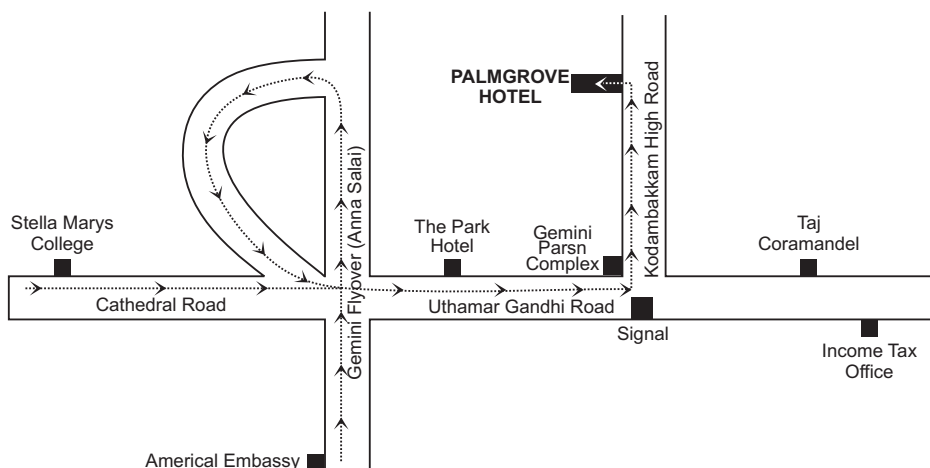 PALMGROVE
HOTEL
Kodambakkam High Road
Gemini Flyover (Anna Salai)
Stella Marys
College
The Park
Hotel
Gemini
Parsn
Complex
Taj
Coramandel
Cathedral Road
Uthamar Gandhi Road
Signal
Income Tax
Office
Americal Embassy